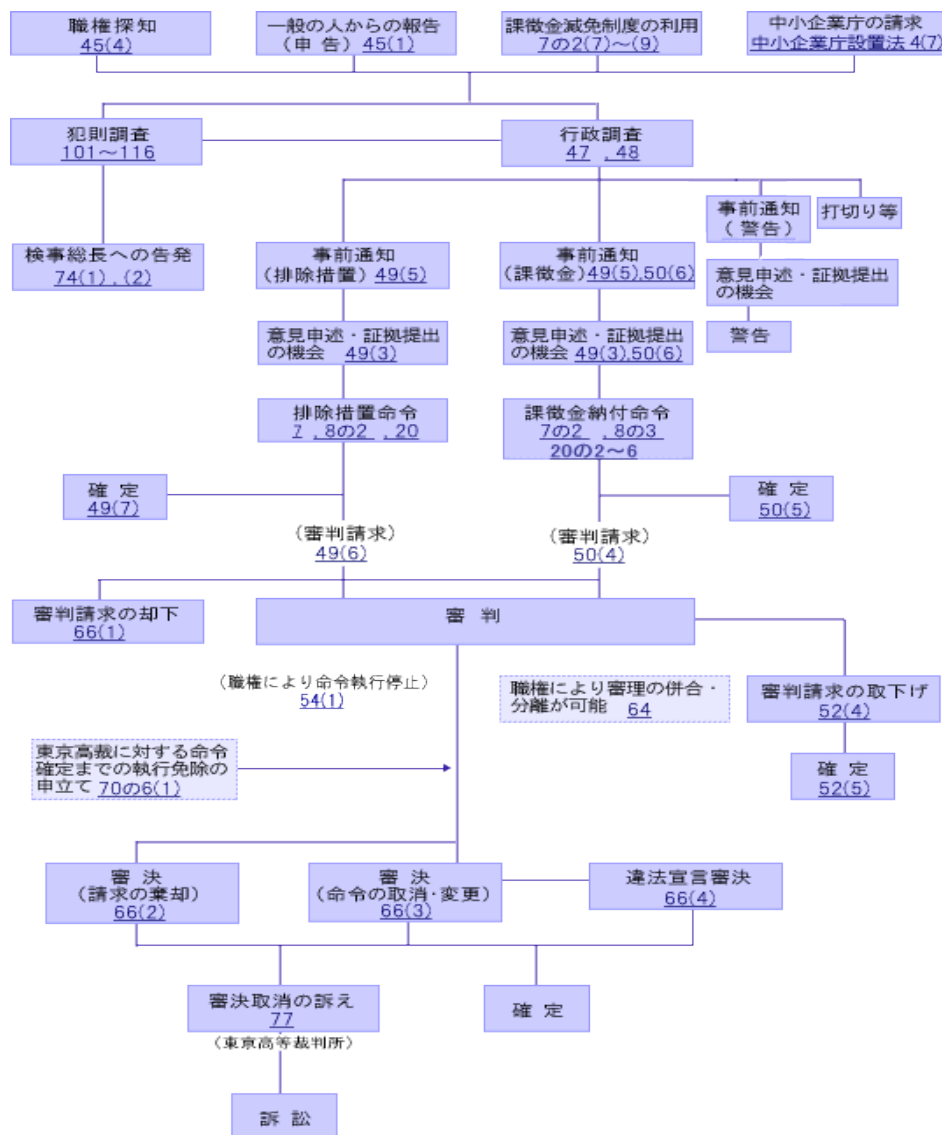 職権探知
45(4)
一般の人からの報告
(申 告) 45(1)
課徴金減免制度の利用
7の2(7)～(9)
中小企業庁の請求
中小企業庁設置法 4(7)
犯則調査
101～116
行政調査
47 , 48
検事総長への告発
74(1) , (2)
事前通知
(排除措置) 49(5)
事前通知
(課徴金) 49(5),50(6)
事前通知
( 警告 )
打切り等
意見申述・証拠提出
の機会
警告
意見申述・証拠提出
の機会 49(3)
意見申述・証拠提出
の機会 49(3),50(6)
排除措置命令
7 , 8の2 , 20
課徴金納付命令
7の2 , 8の3
20の2～6
確 定
49(7)
確 定
50(5)
(審判請求)
49(6)
(審判請求)
50(4)
審判請求の却下
66(1)
審 判
(職権により命令執行停止)
54(1)
職権により審理の併合・
分離が可能 64
審判請求の取下げ
52(4)
東京高裁に対する命令
確定までの執行免除の
申立て 70の6(1)
確 定
52(5)
審 決
(請求の棄却)
66(2)
審 決
(命令の取消・変更)
66(3)
違法宣言審決
66(4)
審決取消の訴え
77
(東京高等裁判所)
確 定
訴 訟